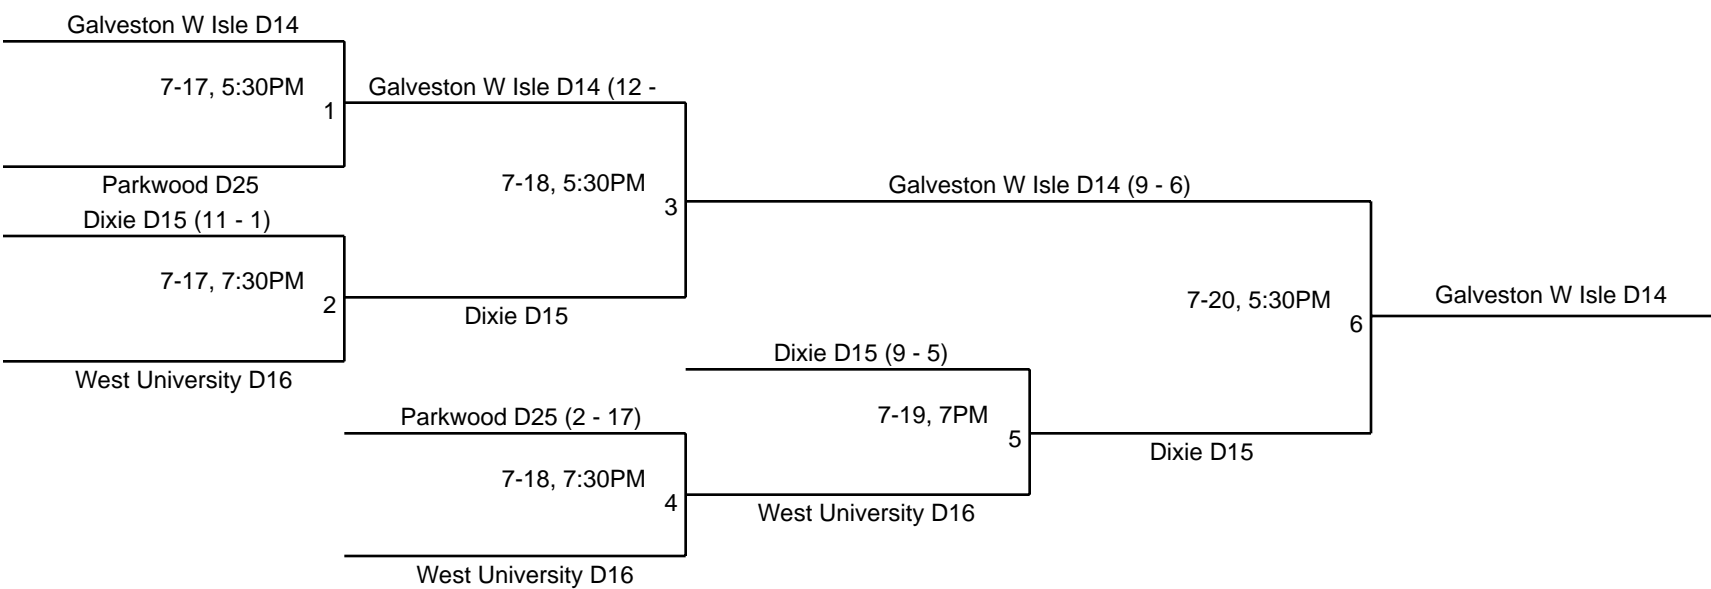 Galveston W Isle D14
7-17, 5:30PM
1
Parkwood D25
Dixie D15 (11 - 1)
7-17, 7:30PM
2
West University D16
Galveston W Isle D14 (12 -
7-18, 5:30PM
3
Dixie D15
Parkwood D25 (2 - 17)
7-18, 7:30PM
4
West University D16
Galveston W Isle D14 (9 - 6)
Dixie D15 (9 - 5)
7-19, 7PM
5
West University D16
7-20, 5:30PM
6
Dixie D15
Galveston W Isle D14